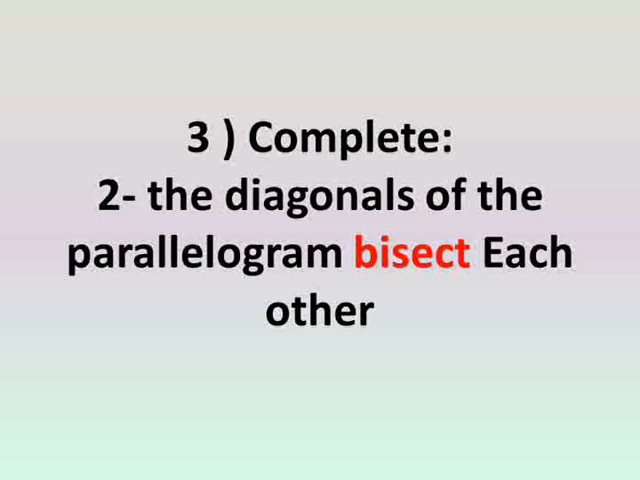 3 ) Complete:
2- the diagonals of the
parallelogram bisect Each
other